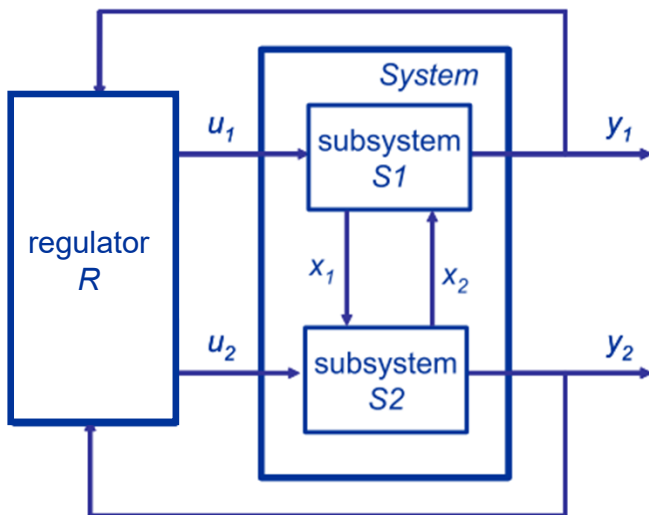 System
u1
subsystem
S1
y1
regulator
R
x1
x2
u2
subsystem
S2
y2